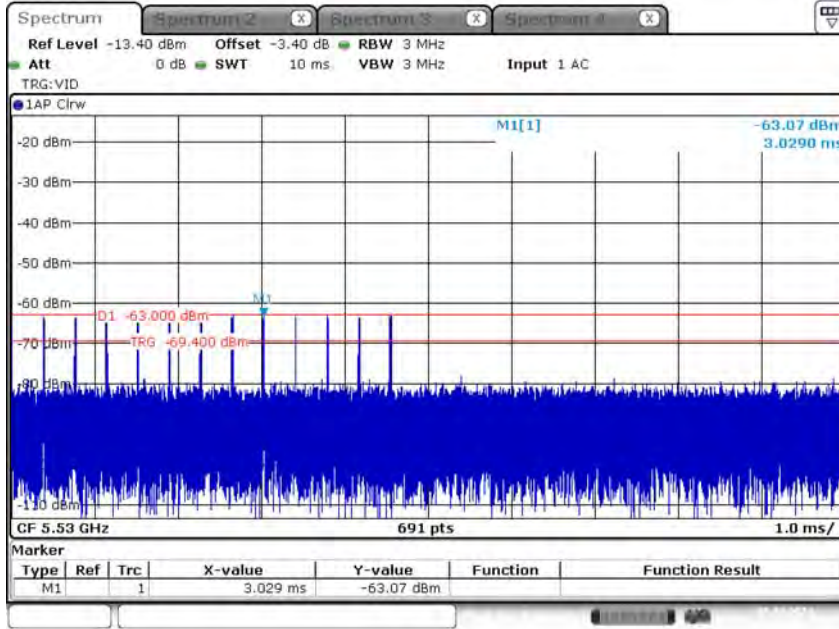 Spectrum Spectrum 2 X Spectrum 3 X Spectrum 4 X
Ref Level -13.40 dBm Offset -3.40 dB RBW 3 MHz
Att 0 dB SWT 10 ms VBW 3 MHz Input 1 AC
TRG:VID
1AP Clrw
M1[1] -63.07 dBm
3.0290 ms
-20 dBm
-30 dBm
-40 dBm
-50 dBm
-60 dBm
M1
D1 -63.000 dBm
TRG -69.400 dBm
-70 dBm
-80 dBm
-110 dBm
CF 5.53 GHz 691 pts 1.0 ms/
Marker
Type Ref Trc X-value Y-value Function Function Result
M1 1 3.029 ms -63.07 dBm